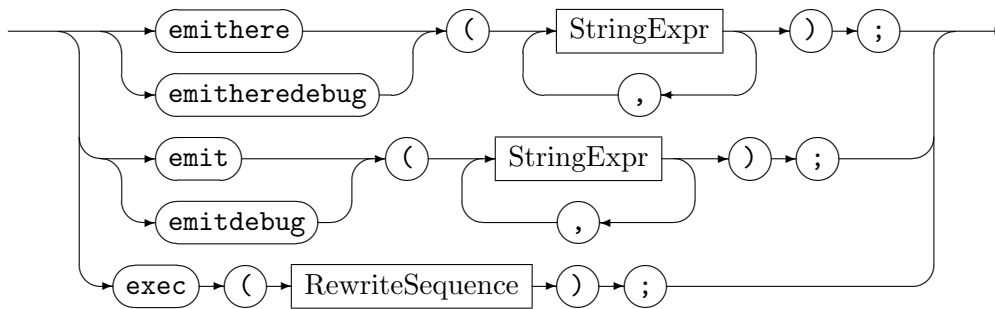 emithere ( StringExpr ) ;
emitheredebug ,
emit ( StringExpr ) ;
emitdebug ,
exec ( RewriteSequence ) ;